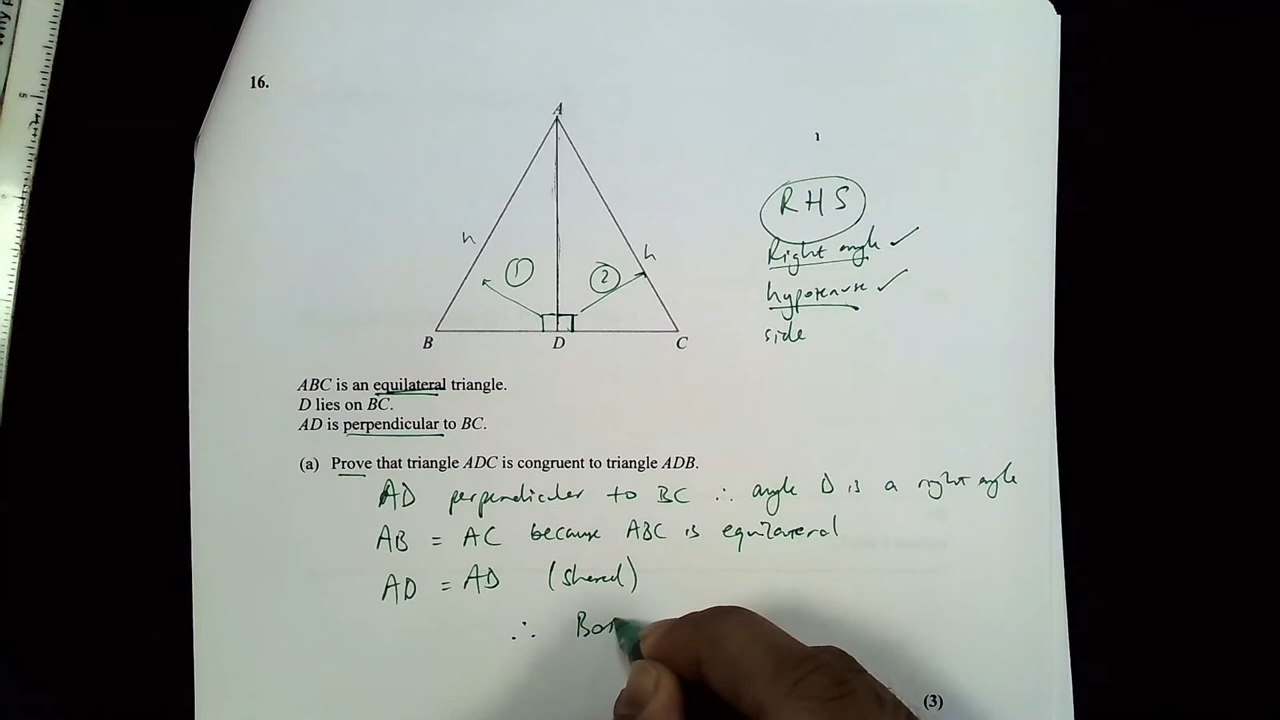 16.
A
R H S
Right angle ✓
h
h
1
2
hypotenuse ✓
side
B
D
C
ABC is an equilateral triangle.
D lies on BC.
AD is perpendicular to BC.
(a) Prove that triangle ADC is congruent to triangle ADB.
AD perpendicular to BC ∴ angle D is a right angle
AB = AC because ABC is equilateral
AD = AD (shared)
∴
(3)